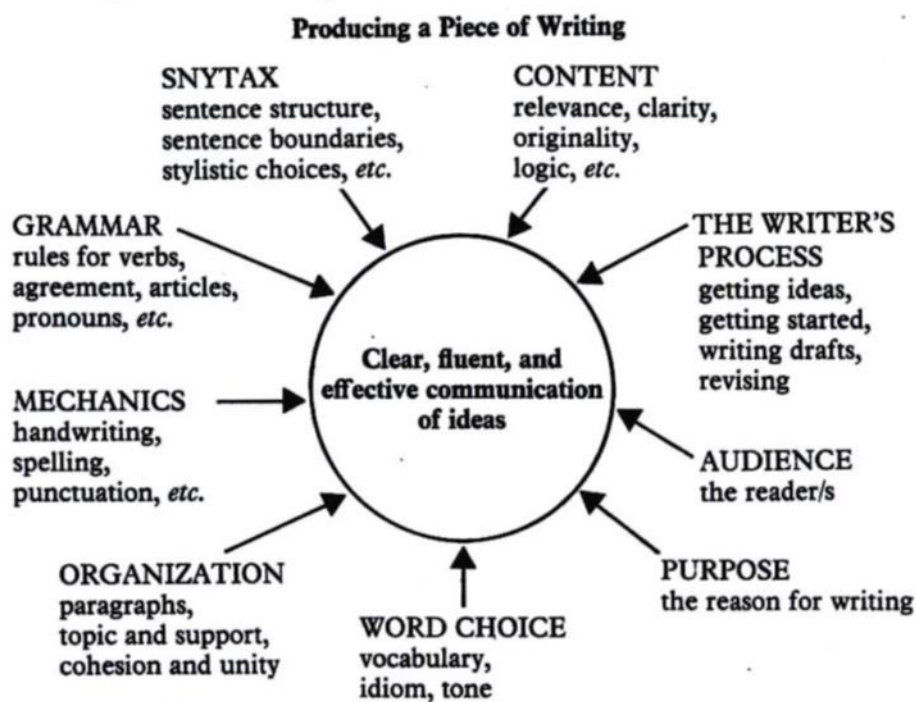 Producing a Piece of Writing
SNYTAX
sentence structure,
sentence boundaries,
stylistic choices, etc.
CONTENT
relevance, clarity,
originality,
logic, etc.
GRAMMAR
rules for verbs,
agreement, articles,
pronouns, etc.
THE WRITER'S
PROCESS
getting ideas,
getting started,
writing drafts,
revising
Clear, fluent, and
effective communication
of ideas
MECHANICS
handwriting,
spelling,
punctuation, etc.
AUDIENCE
the reader/s
ORGANIZATION
paragraphs,
topic and support,
cohesion and unity
WORD CHOICE
vocabulary,
idiom, tone
PURPOSE
the reason for writing